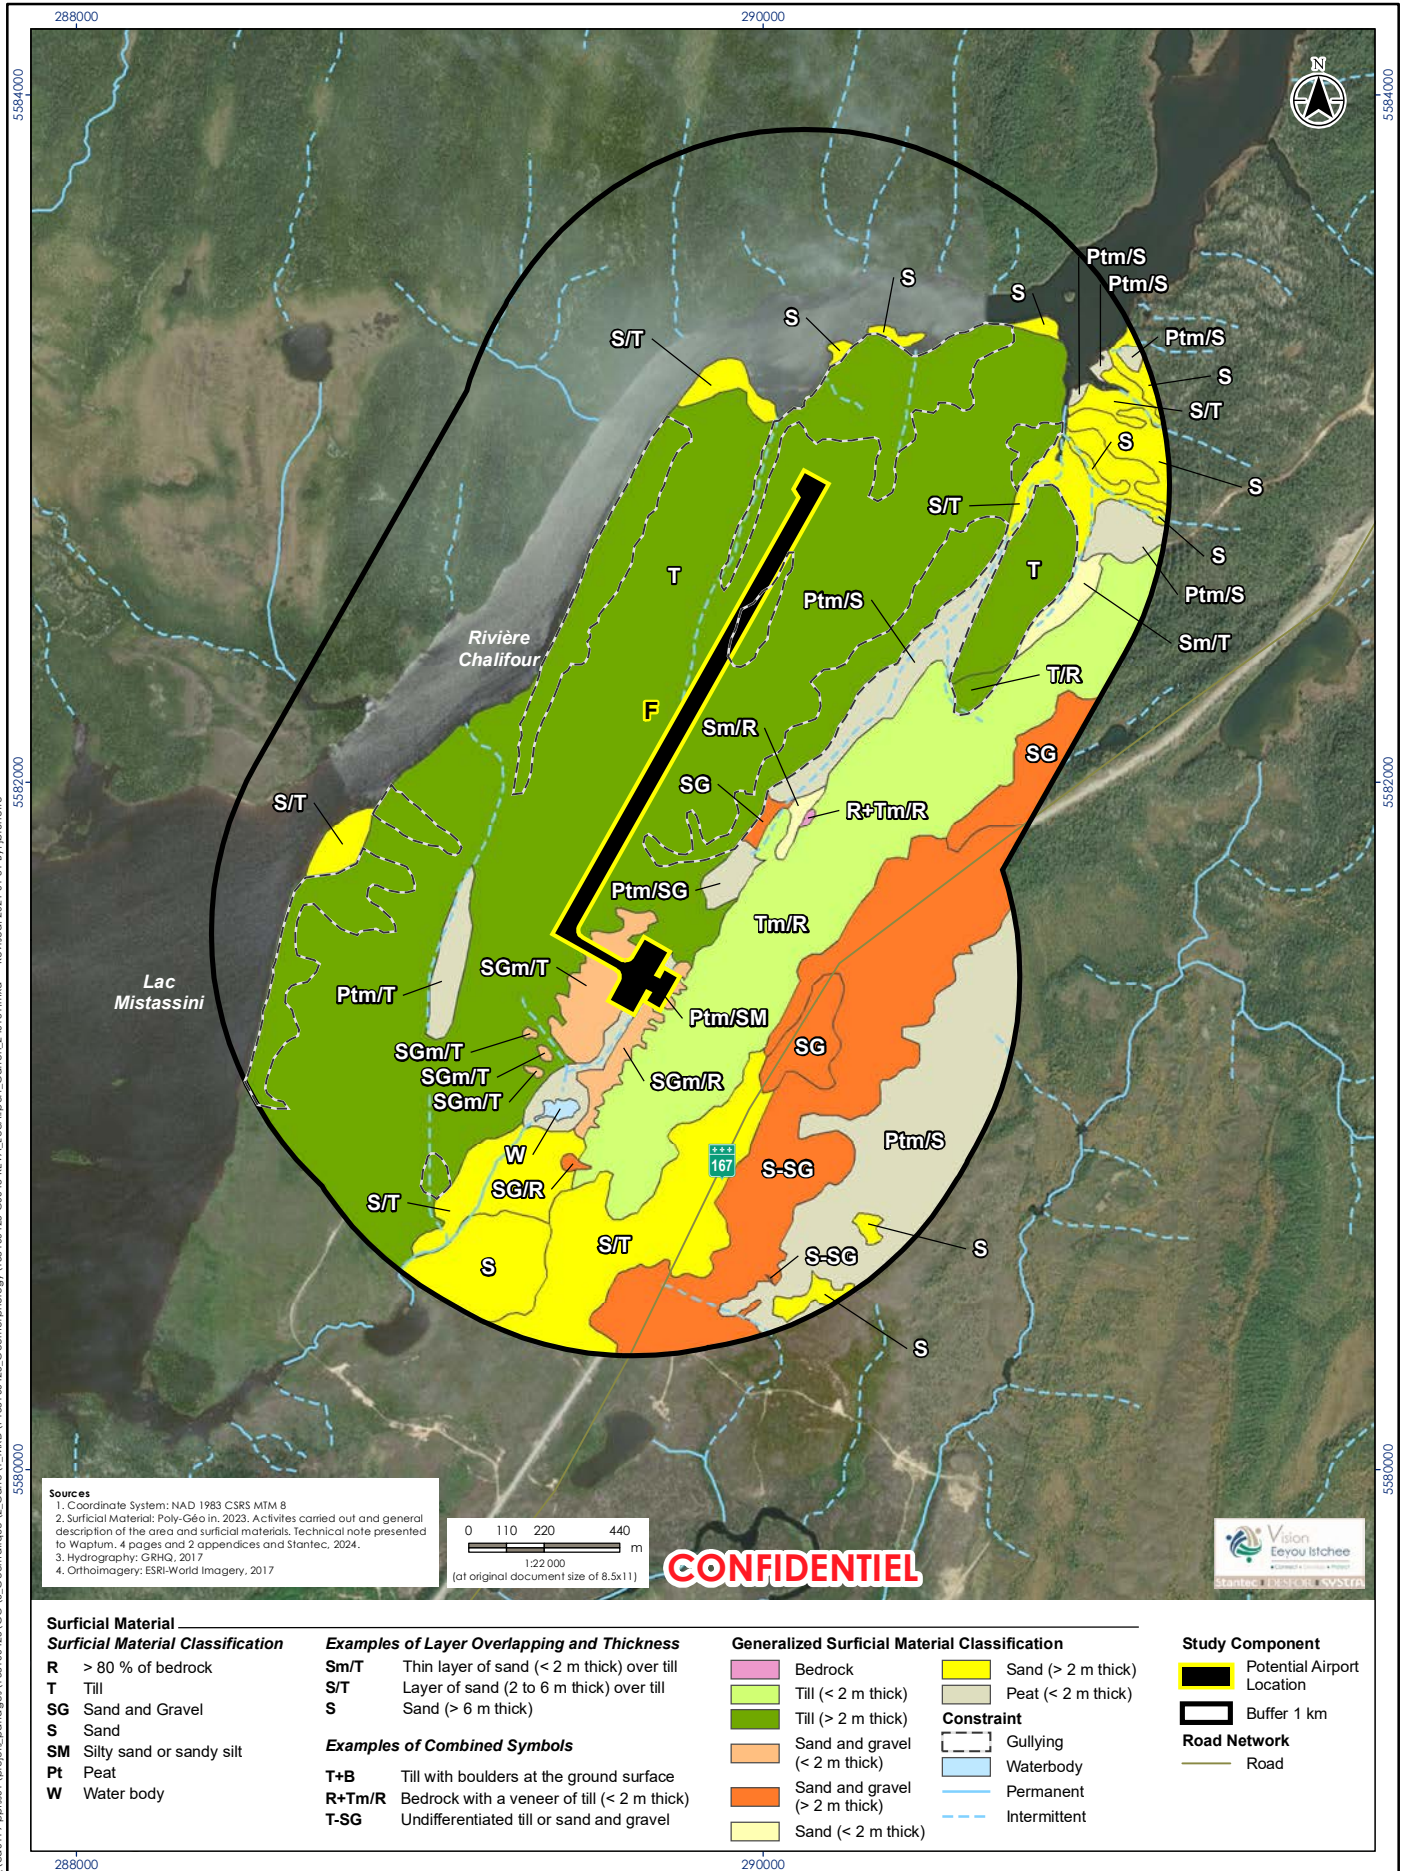 288000
290000
5584000
5584000
N
Ptm/S
Ptm/S
S
S
S
S/T
Ptm/S
S
S/T
S
S
S/T
S
T
T
Ptm/S
Ptm/S
Rivière
Chalifour
Sm/T
T/R
F
Sm/R
SG
5582000
5582000
SG
S/T
R+Tm/R
Ptm/SG
Tm/R
SGm/T
Lac
Mistassini
Ptm/T
Ptm/SM
SGm/T
SG
SGm/T
SGm/R
SGm/T
Ptm/S
W
167
S-SG
SG/R
S/T
S/T
S
S-SG
S
S
5580000
5580000
Sources
1. Coordinate System: NAD 1983 CSRS MTM 8
2. Surficial Material: Poly-Géo in. 2023. Activites carried out and general
description of the area and surficial materials. Technical note presented
to Waptum. 4 pages and 2 appendices and Stantec, 2024.
3. Hydrography: GRHQ, 2017
4. Orthoimagery: ESRI-World Imagery, 2017
0 110 220 440
m
1:22 000
(at original document size of 8.5x11)
CONFIDENTIEL
Vision
Eeyou Istchee
Stantec DESFOR SYSTRA
Surficial Material
Surficial Material Classification
R > 80 % of bedrock
T Till
SG Sand and Gravel
S Sand
SM Silty sand or sandy silt
Pt Peat
W Water body
Examples of Layer Overlapping and Thickness
Sm/T Thin layer of sand (< 2 m thick) over till
S/T Layer of sand (2 to 6 m thick) over till
S Sand (> 6 m thick)
Examples of Combined Symbols
T+B Till with boulders at the ground surface
R+Tm/R Bedrock with a veneer of till (< 2 m thick)
T-SG Undifferentiated till or sand and gravel
Generalized Surficial Material Classification
Bedrock
Till (< 2 m thick)
Till (> 2 m thick)
Sand and gravel
(< 2 m thick)
Sand and gravel
(> 2 m thick)
Sand (< 2 m thick)
Sand (> 2 m thick)
Peat (< 2 m thick)
Constraint
Gullying
Waterbody
Permanent
Intermittent
Study Component
Potential Airport
Location
Buffer 1 km
Road Network
Road
288000
290000